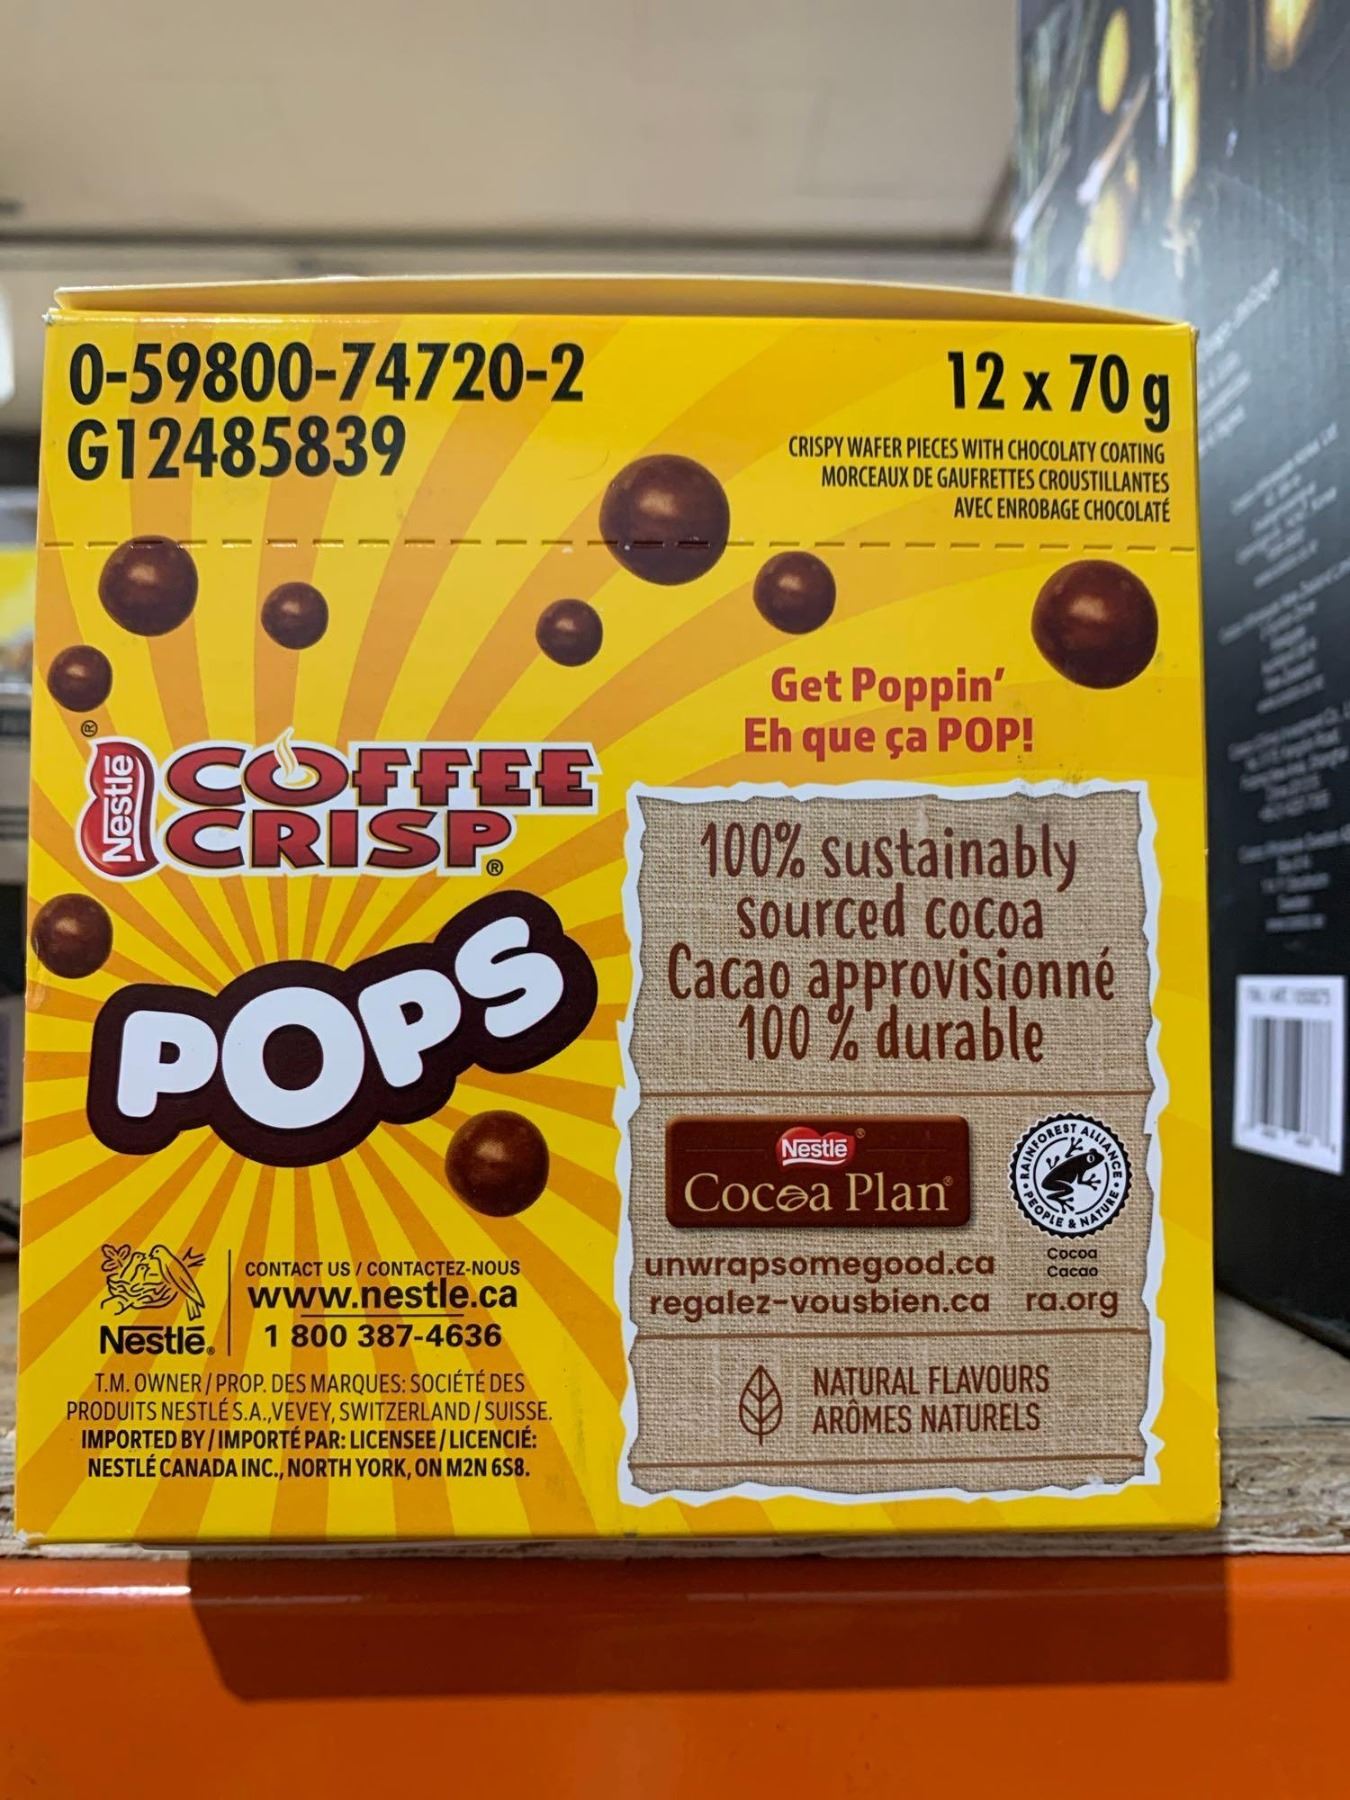 0-59800-74720-2
G12485839
12 x 70 g
CRISPY WAFER PIECES WITH CHOCOLATY COATING
MORCEAUX DE GAUFRETTES CROUSTILLANTES
AVEC ENROBAGE CHOCOLATÉ
Get Poppin'
Eh que ça POP!
®
Nestlē
COFFEE
CRISP®
POPS
100% sustainably
sourced cocoa
Cacao approvisionné
100 % durable
Nestlē®
Cocoa Plan®
RAINFOREST ALLIANCE
PEOPLE & NATURE
Cocoa
Cacao
unwrapsomegood.ca
regalez-vousbien.ca
ra.org
NATURAL FLAVOURS
ARÔMES NATURELS
Nestlē®
CONTACT US / CONTACTEZ-NOUS
www.nestle.ca
1 800 387-4636
T.M. OWNER / PROP. DES MARQUES: SOCIÉTÉ DES
PRODUITS NESTLÉ S.A., VEVEY, SWITZERLAND / SUISSE.
IMPORTED BY / IMPORTÉ PAR: LICENSEE / LICENCIÉ:
NESTLÉ CANADA INC., NORTH YORK, ON M2N 6S8.